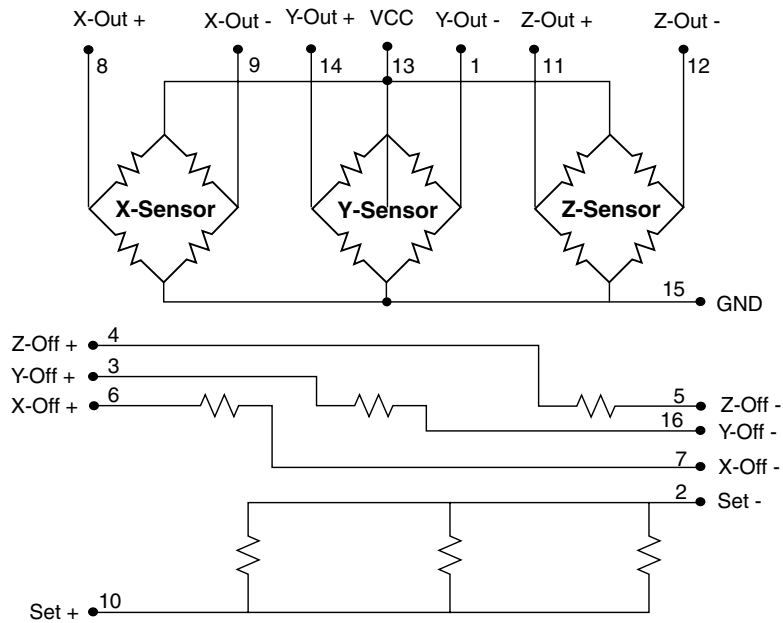 X-Out + X-Out - Y-Out + VCC Y-Out - Z-Out + Z-Out -
8 9 14 13 1 11 12
X-Sensor Y-Sensor Z-Sensor
15 GND
Z-Off + 4
Y-Off + 3
X-Off + 6 5 Z-Off -
16 Y-Off -
7 X-Off -
2 Set -
Set + 10